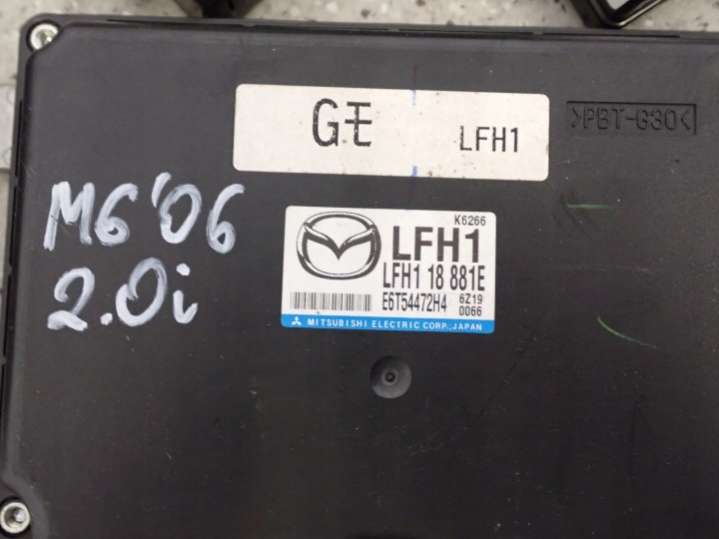 GE LFH1
>PBT-G30<
M6'06
2.0i
K6266
LFH1
LFH1 18 881E
E6T54472H4
6Z19
0066
MITSUBISHI ELECTRIC CORP.,JAPAN